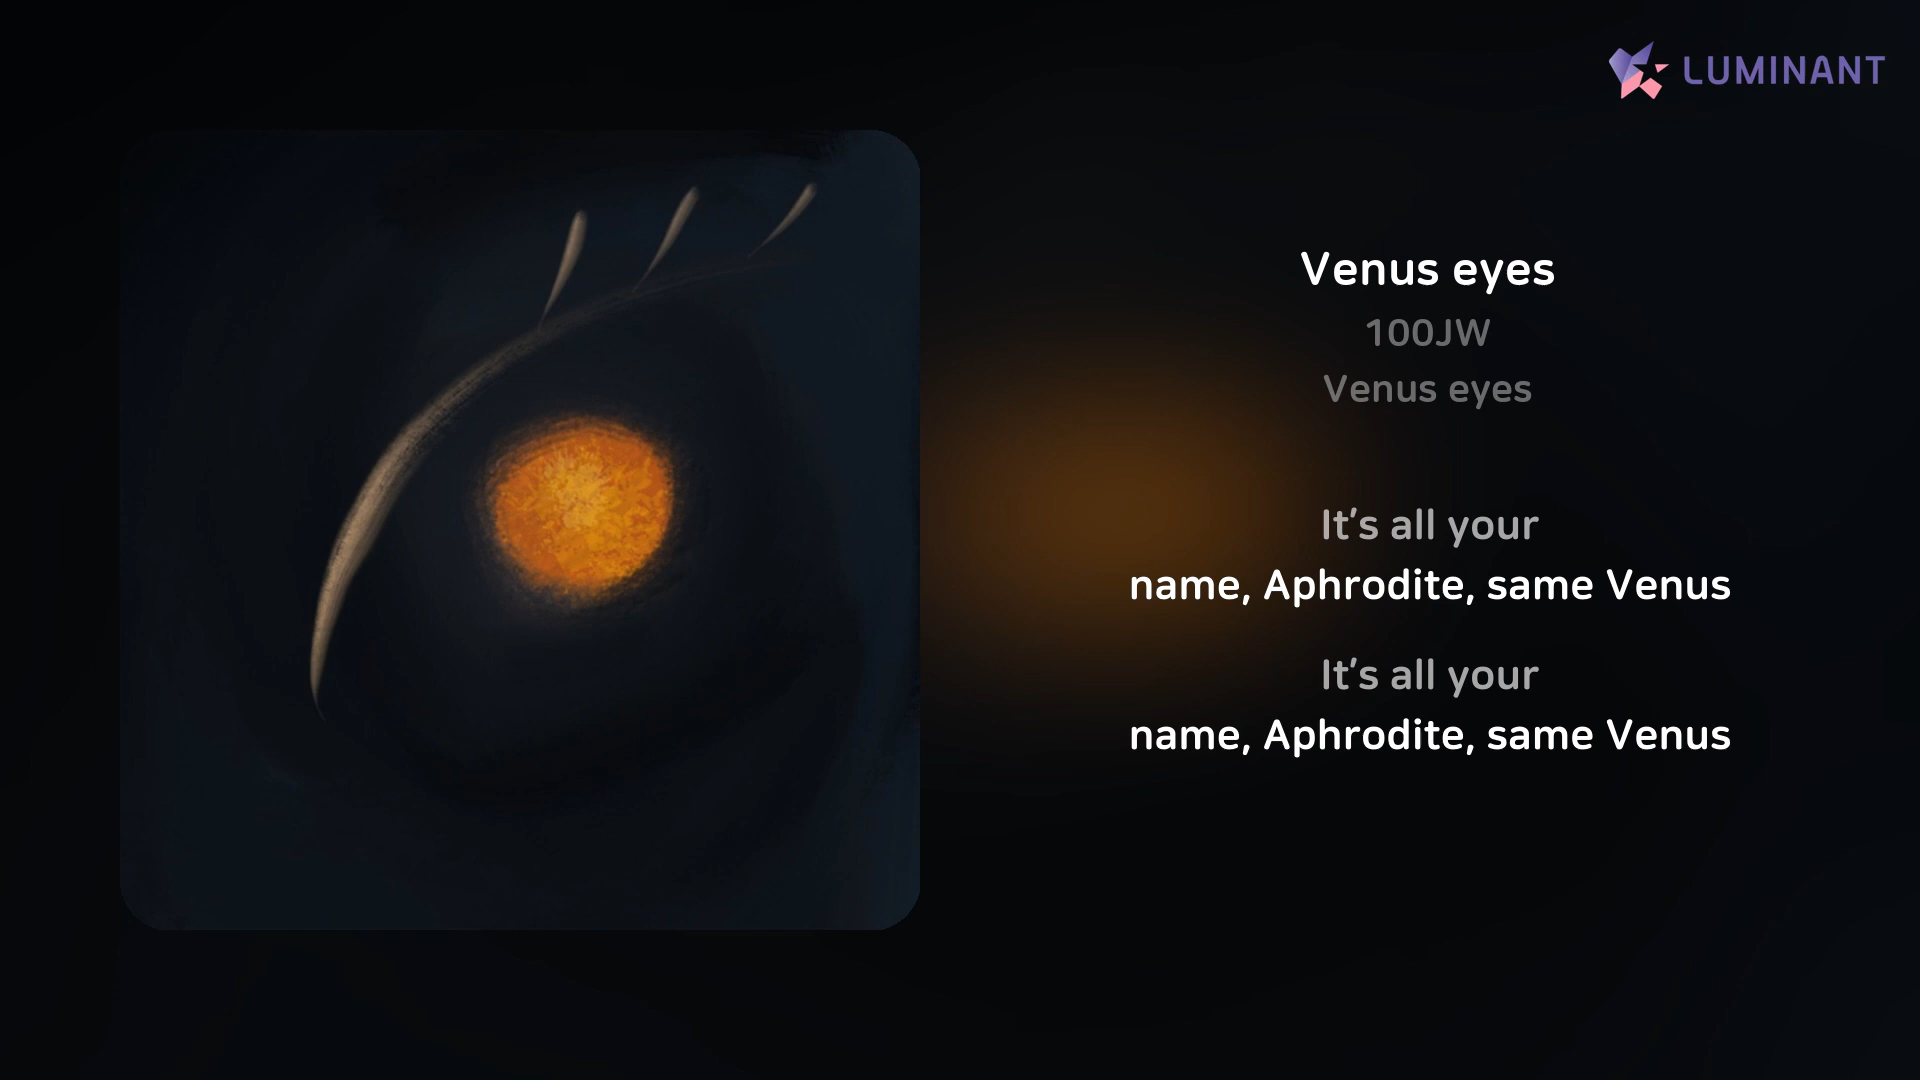 LUMINANT
Venus eyes
100JW
Venus eyes
It's all your
name, Aphrodite, same Venus
It's all your
name, Aphrodite, same Venus